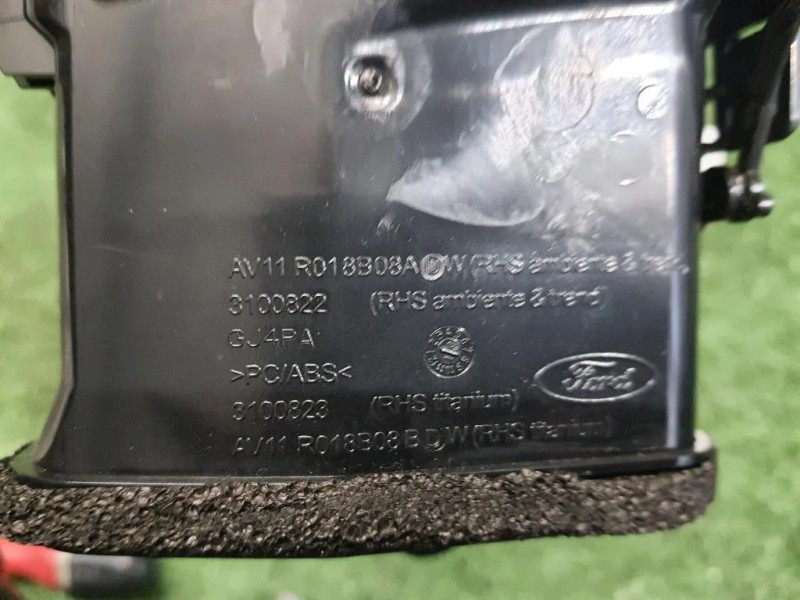 AV11 R018B08A DW (RHS ambiente & trend)
3100822 (RHS ambiente & trend)
GJ4PA
>PC/ABS<
3100823 (RHS titanium)
AV11 R018B08 B DW (RHS titanium)
Ford